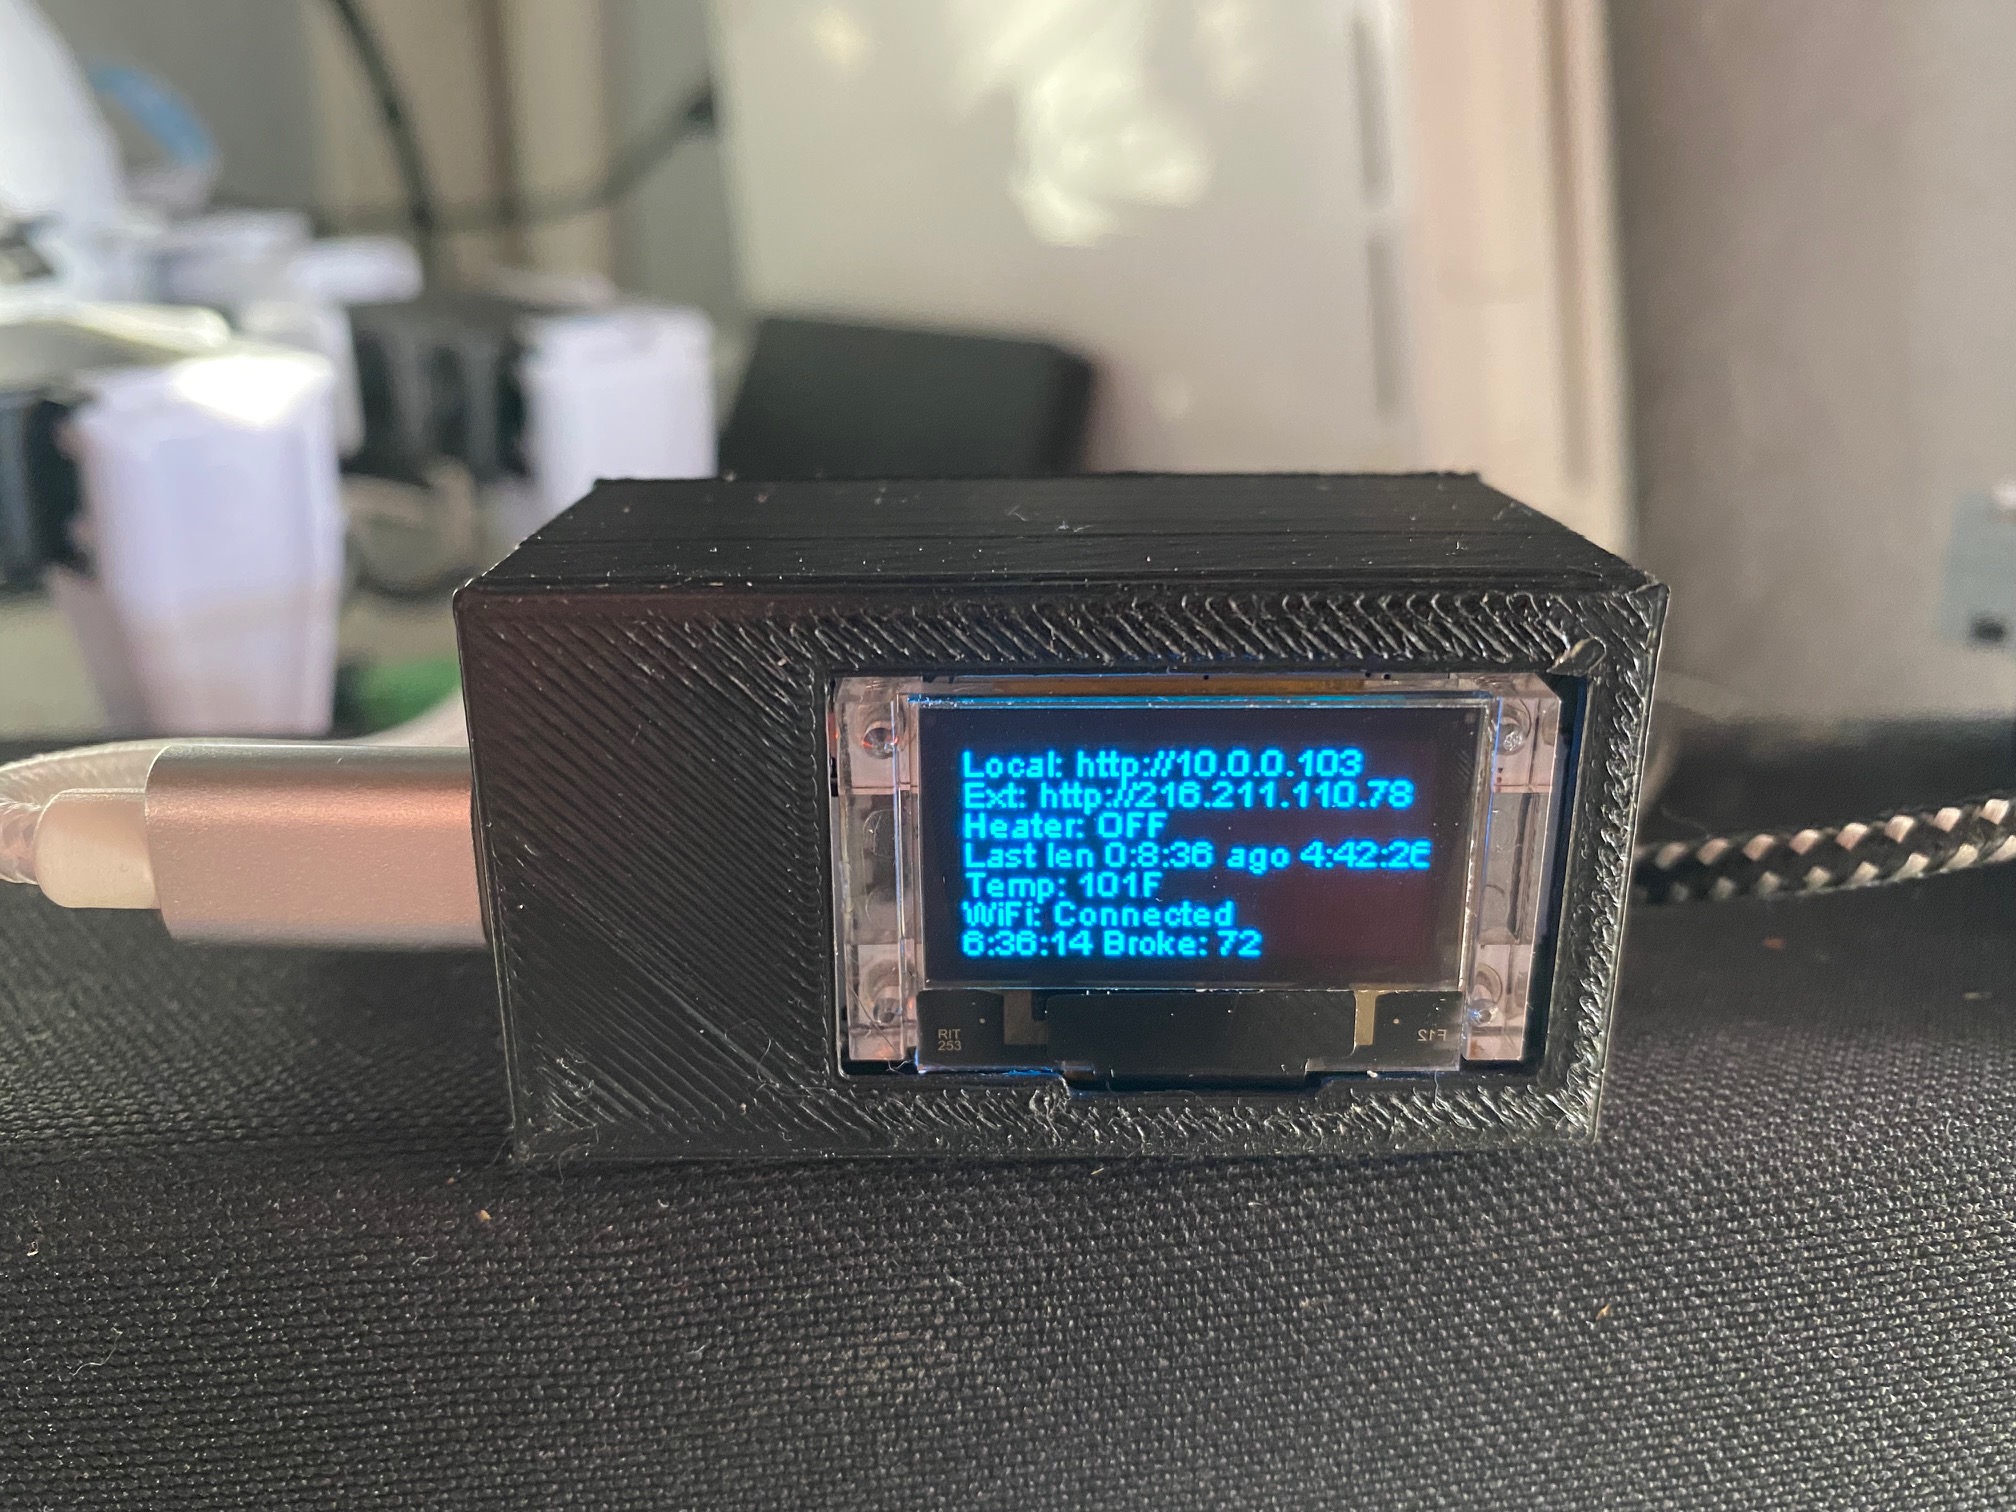 Local: http://10.0.0.103
Ext: http://216.211.110.78
Heater: OFF
Last len 0:8:36 ago 4:42:26
Temp: 101F
WiFi: Connected
6:36:14 Broke: 72
RIT
253
F12